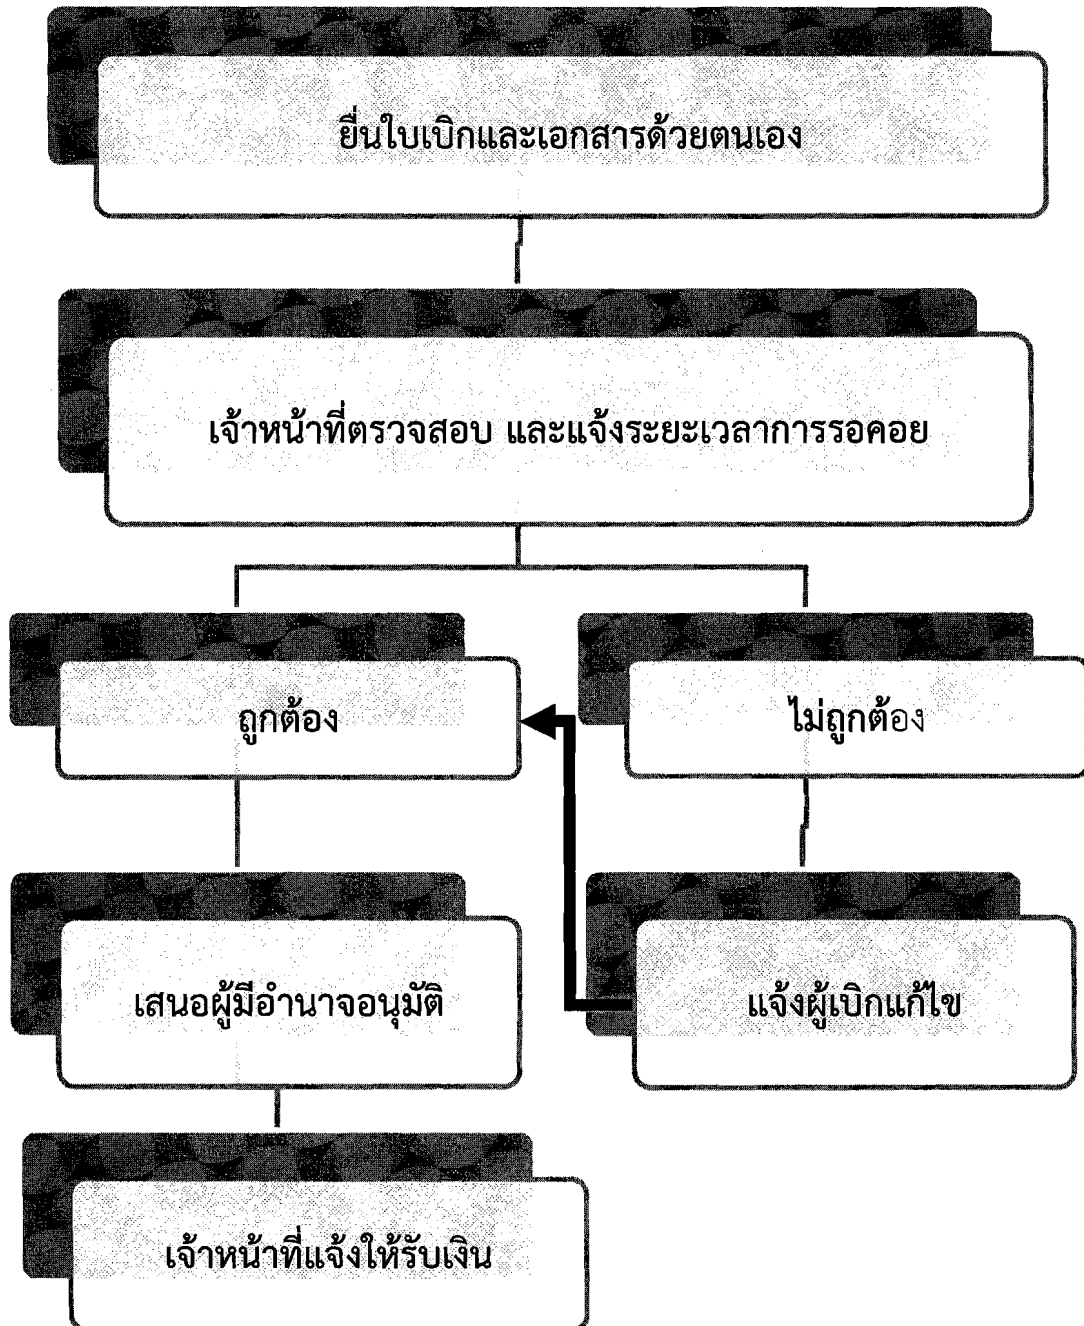 ยื่นใบเบิกและเอกสารด้วยตนเอง
เจ้าหน้าที่ตรวจสอบ และแจ้งระยะเวลาการรอคอย
ถูกต้อง
ไม่ถูกต้อง
เสนอผู้มีอำนาจอนุมัติ
แจ้งผู้เบิกแก้ไข
เจ้าหน้าที่แจ้งให้รับเงิน